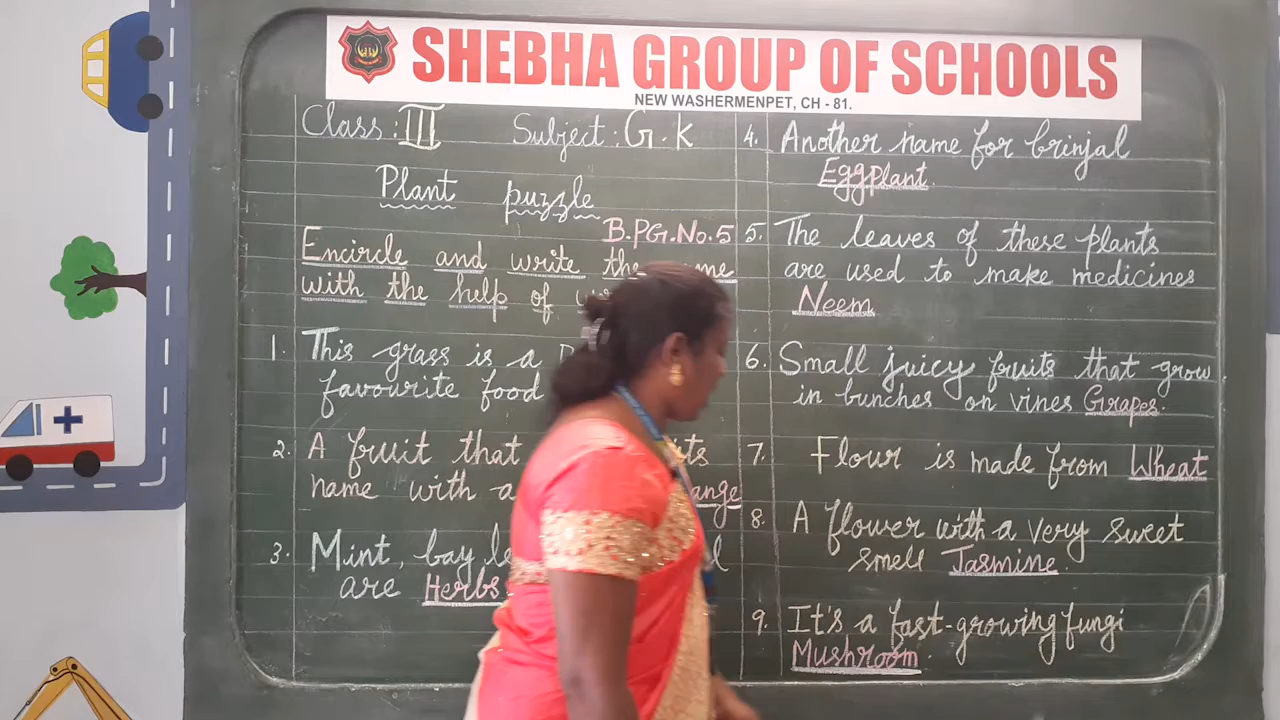 SHEBHA GROUP OF SCHOOLS
NEW WASHERMENPET, CH - 81.
Class : III Subject : G.K
Plant puzzle
B.PG.No.5
Encircle and write the
with the help of
1. This grass is a
favourite food
2. A fruit that its
name with a
3. Mint, bay
are Herbs
4. Another name for brinjal
Eggplant.
5. The leaves of these plants
are used to make medicines
Neem.
6. Small juicy fruits that grow
in bunches on vines Grapes.
7. Flour is made from Wheat
8. A flower with a very sweet
smell Jasmine.
9. It's a fast-growing fungi
Mushroom.